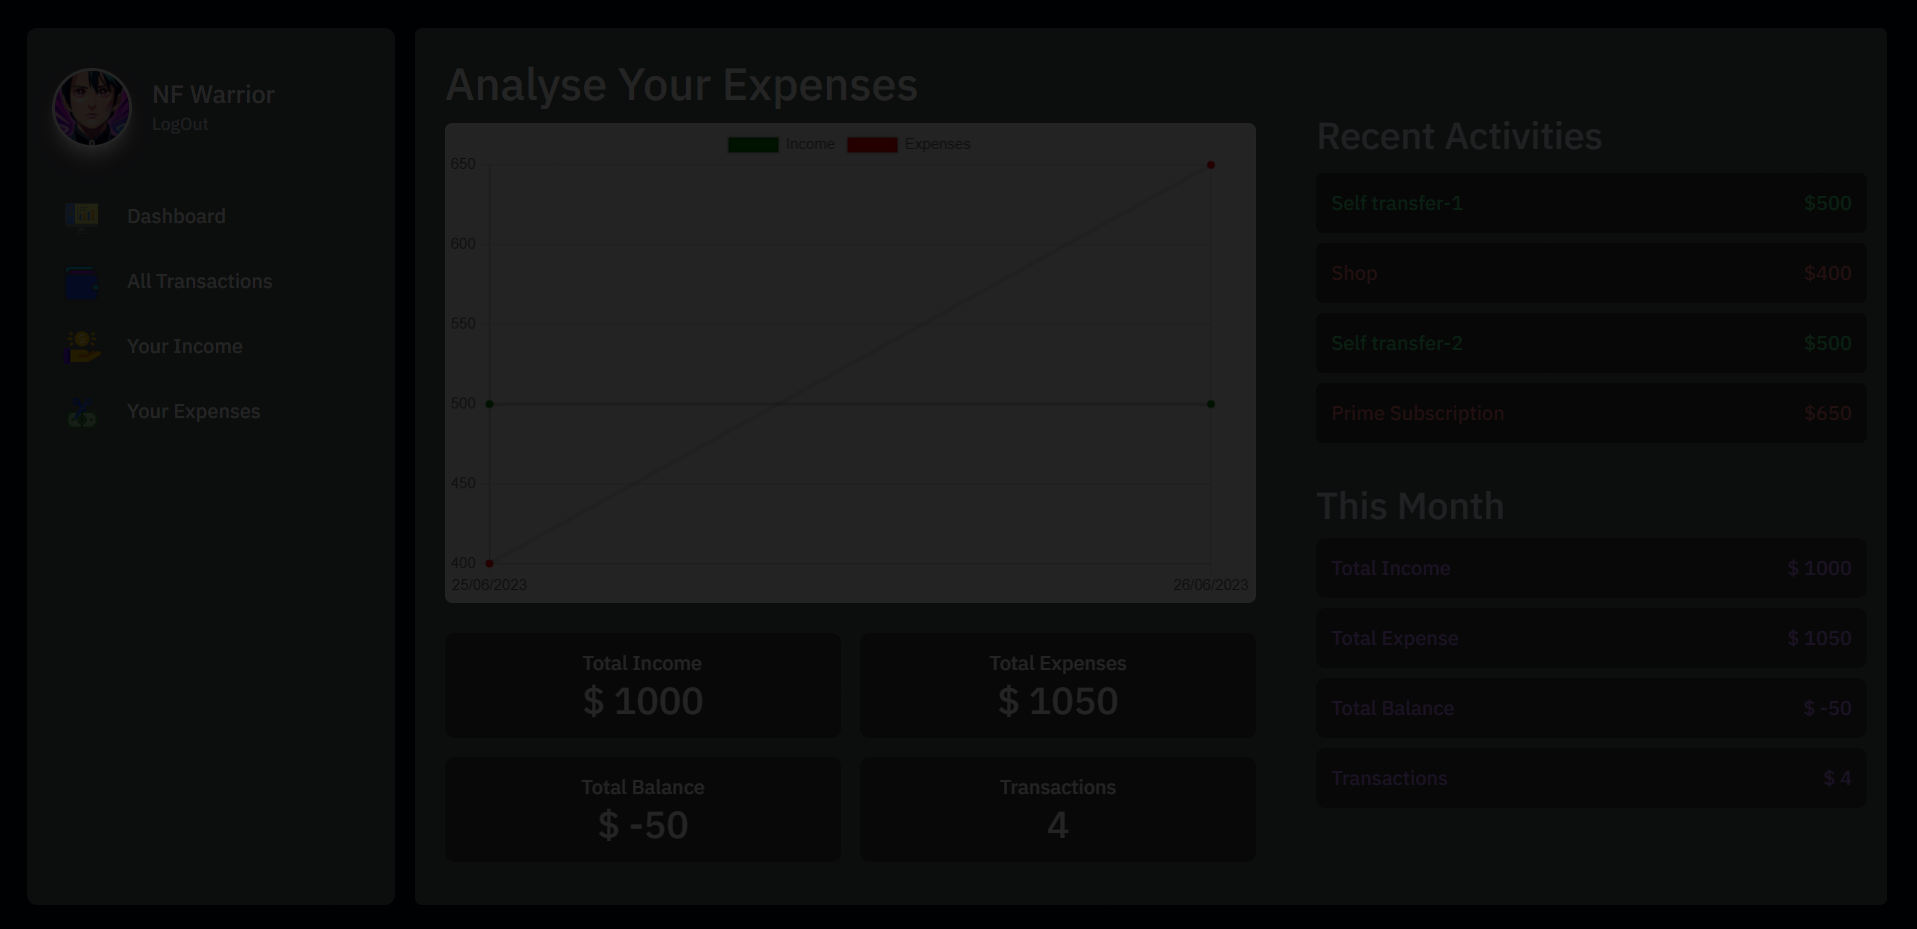 NF Warrior
LogOut
Dashboard
All Transactions
Your Income
Your Expenses
Analyse Your Expenses
Income
Expenses
650
600
550
500
450
400
25/06/2023
26/06/2023
Total Income
$ 1000
Total Expenses
$ 1050
Total Balance
$ -50
Transactions
4
Recent Activities
Self transfer-1 $500
Shop $400
Self transfer-2 $500
Prime Subscription $650
This Month
Total Income $ 1000
Total Expense $ 1050
Total Balance $ -50
Transactions $ 4